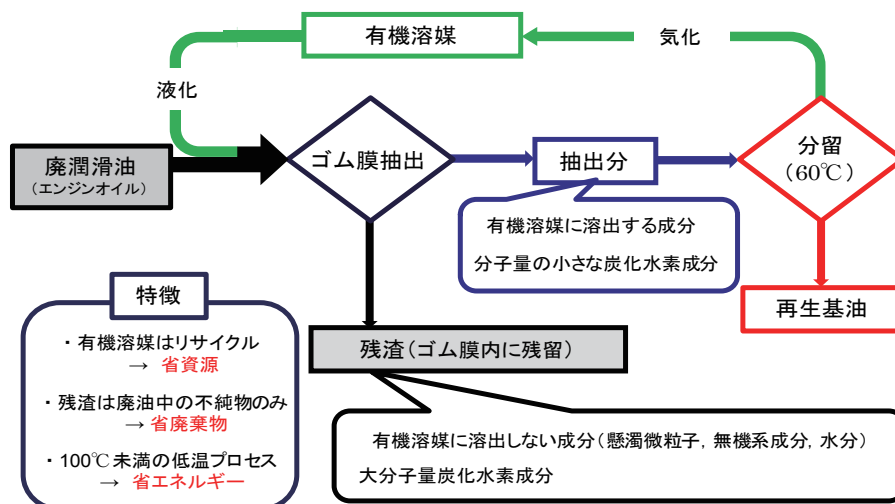 有機溶媒
気化
液化
廃潤滑油
(エンジンオイル)
ゴム膜抽出
抽出分
分留
(60℃)
有機溶媒に溶出する成分
分子量の小さな炭化水素成分
再生基油
特徴
・有機溶媒はリサイクル
→ 省資源
・残渣は廃油中の不純物のみ
→ 省廃棄物
・100℃未満の低温プロセス
→ 省エネルギー
残渣(ゴム膜内に残留)
有機溶媒に溶出しない成分(懸濁微粒子, 無機系成分, 水分)
大分子量炭化水素成分